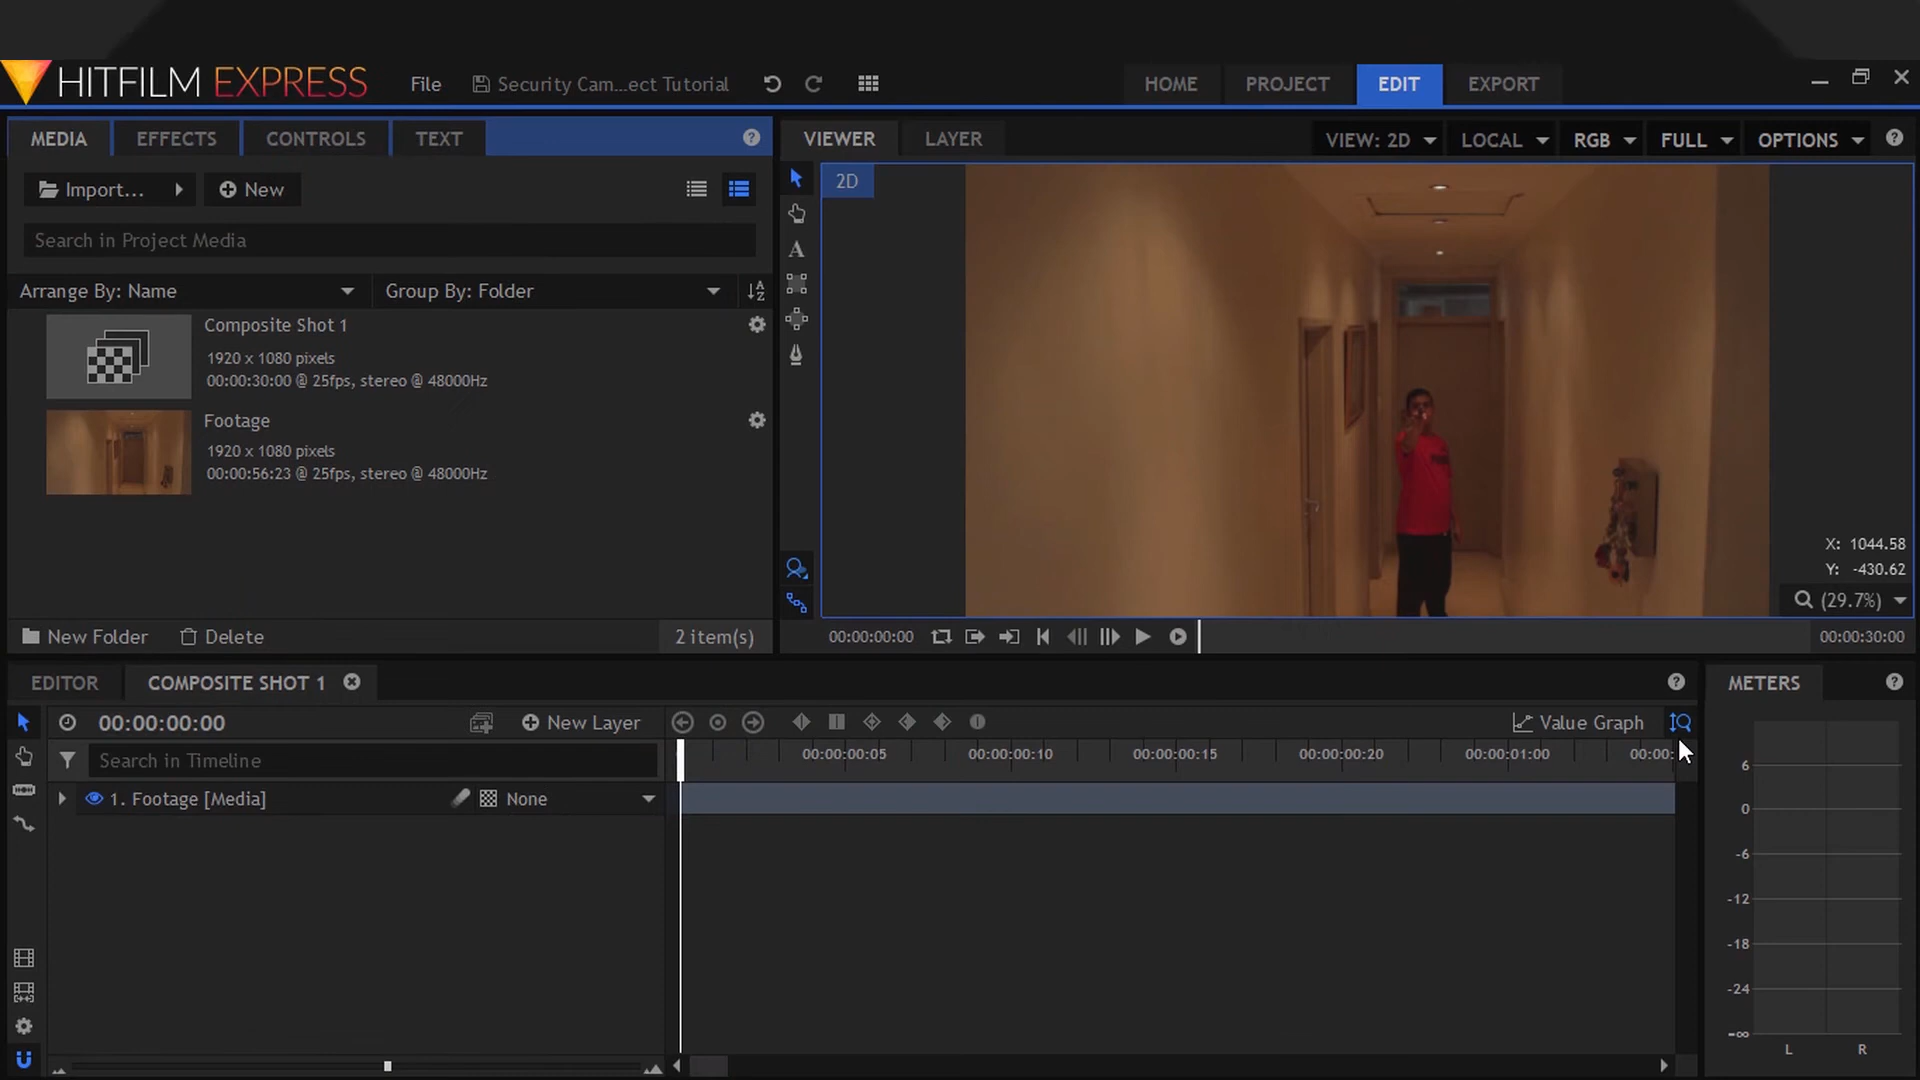 HITFILM EXPRESS File Security Cam...ect Tutorial HOME PROJECT EDIT EXPORT
MEDIA EFFECTS CONTROLS TEXT
Import... New
Search in Project Media
Arrange By: Name Group By: Folder
Composite Shot 1
1920 x 1080 pixels
00:00:30:00 @ 25fps, stereo @ 48000Hz
Footage
1920 x 1080 pixels
00:00:56:23 @ 25fps, stereo @ 48000Hz
New Folder Delete 2 item(s)
VIEWER LAYER VIEW: 2D LOCAL RGB FULL OPTIONS
2D
A
X: 1044.58
Y: -430.62
(29.7%)
00:00:00:00 00:00:30:00
EDITOR COMPOSITE SHOT 1
00:00:00:00 New Layer Value Graph
Search in Timeline 00:00:00:05 00:00:00:10 00:00:00:15 00:00:00:20 00:00:01:00 00:00:
1. Footage [Media] None
METERS
6
0
-6
-12
-18
-24
-∞
L R